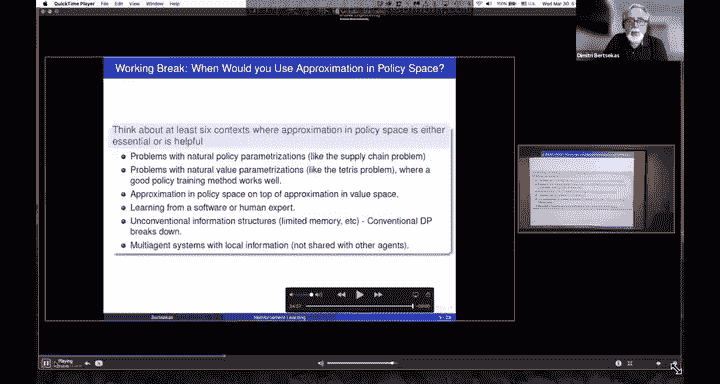 QuickTime Player File Edit View Window Help
100% Wed Mar 30
Dimitri Bertsekas
Working Break: When Would you Use Approximation in Policy Space?
Think about at least six contexts where approximation in policy space is either
essential or is helpful
Problems with natural policy parametrizations (like the supply chain problem)
Problems with natural value parametrizations (like the tetris problem), where a
good policy training method works well.
Approximation in policy space on top of approximation in value space.
Learning from a software or human expert.
Unconventional information structures (limited memory, etc) - Conventional DP
breaks down.
Multiagent systems with local information (not shared with other agents).
Bertsekas Reinforcement Learning
Playing